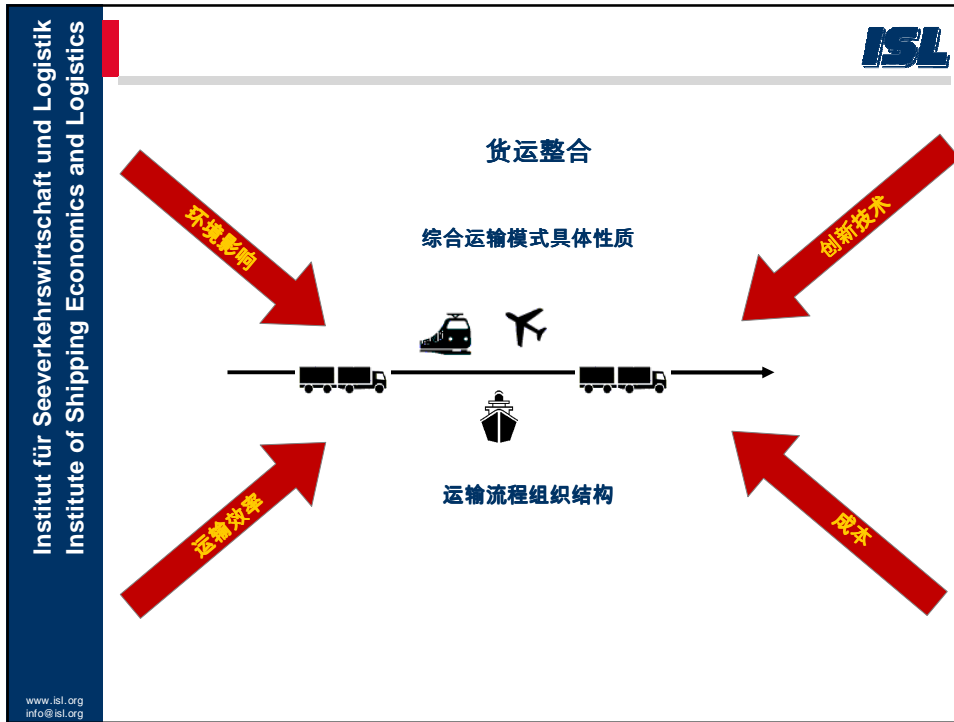 Institut für Seeverkehrswirtschaft und Logistik
Institute of Shipping Economics and Logistics
ISL
货运整合
环境影响
创新技术
综合运输模式具体性质
运输流程组织结构
运输效率
成本
www.isl.org
info@isl.org